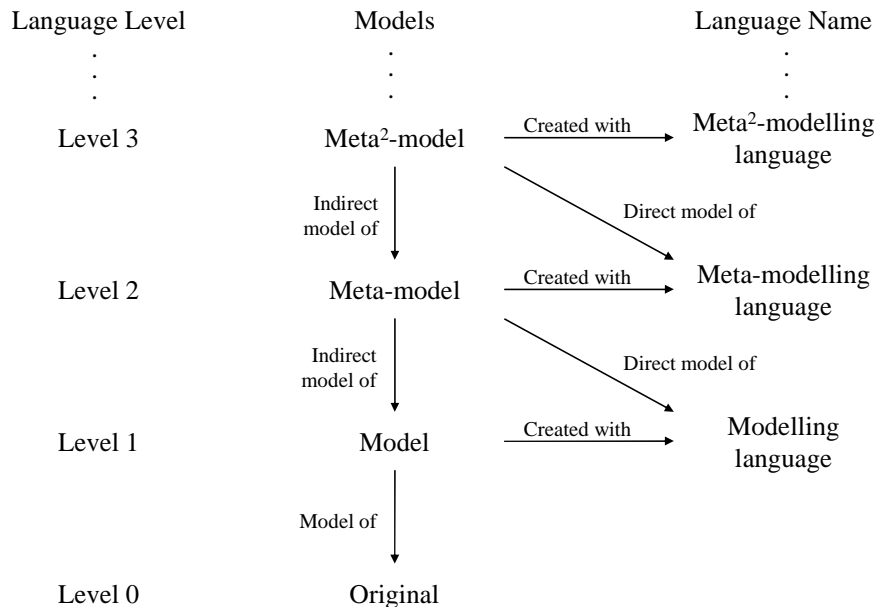 Language Level Models Language Name
. . .
. . .
. . .
Level 3 Meta²-model Created with Meta²-modelling
language
Indirect
model of Direct model of
Level 2 Meta-model Created with Meta-modelling
language
Indirect
model of Direct model of
Level 1 Model Created with Modelling
language
Model of
Level 0 Original